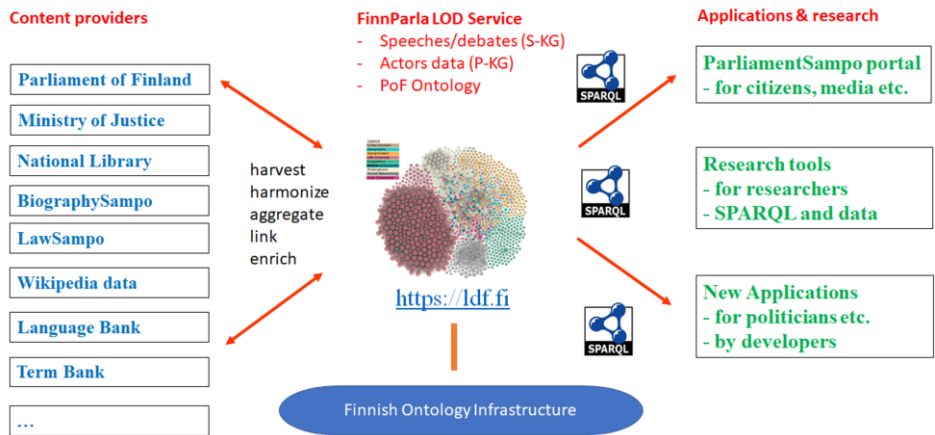 Content providers
Parliament of Finland
Ministry of Justice
National Library
BiographySampo
LawSampo
Wikipedia data
Language Bank
Term Bank
...
harvest
harmonize
aggregate
link
enrich
FinnParla LOD Service
- Speeches/debates (S-KG)
- Actors data (P-KG)
- PoF Ontology
https://ldf.fi
Finnish Ontology Infrastructure
SPARQL
SPARQL
SPARQL
Applications & research
ParliamentSampo portal
- for citizens, media etc.
Research tools
- for researchers
- SPARQL and data
New Applications
- for politicians etc.
- by developers